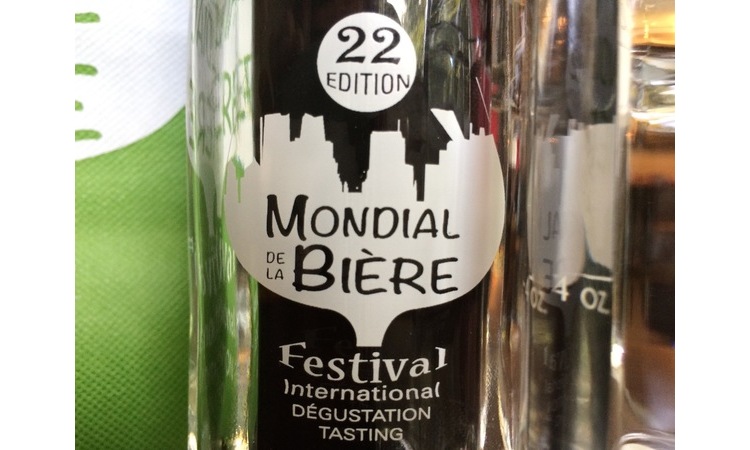 22
EDITION
MONDIAL
DE LA BIÈRE
Festival
International
DÉGUSTATION
TASTING
4 OZ